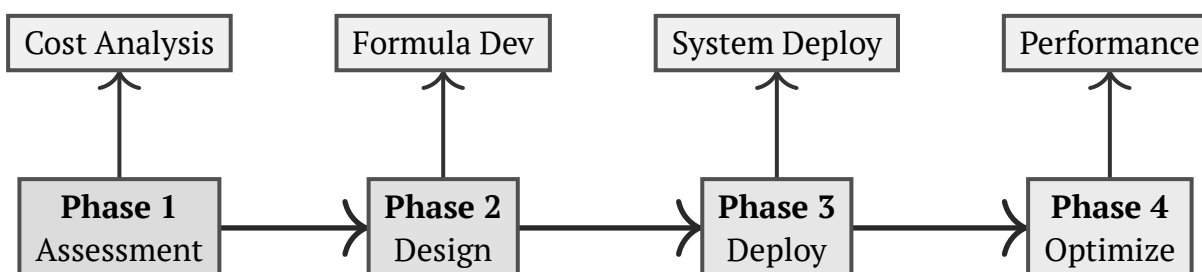 Cost Analysis
Formula Dev
System Deploy
Performance
Phase 1
Assessment
Phase 2
Design
Phase 3
Deploy
Phase 4
Optimize